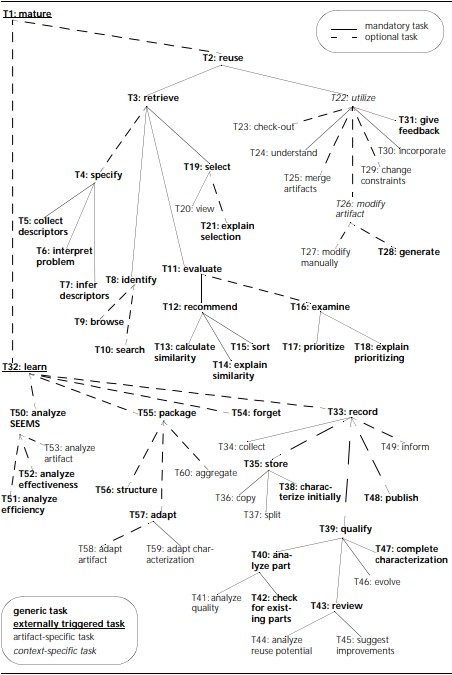 T1: mature
mandatory task
optional task
T2: reuse
T3: retrieve
T22: utilize
T31: give
feedback
T23: check-out
T24: understand
T30: incorporate
T25: merge
artifacts
T29: change
constraints
T19: select
T4: specify
T20: view
T26: modify
artifact
T5: collect
descriptors
T21: explain
selection
T6: interpret
problem
T27: modify
manually
T28: generate
T11: evaluate
T7: infer
descriptors
T8: identify
T9: browse
T12: recommend
T16: examine
T10: search
T13: calculate
similarity
T15: sort
T14: explain
similarity
T17: prioritize
T18: explain
prioritizing
T32: learn
T50: analyze
SEEMS
T55: package
T54: forget
T33: record
T53: analyze
artifact
T34: collect
T49: inform
T52: analyze
effectiveness
T60: aggregate
T35: store
T51: analyze
efficiency
T56: structure
T36: copy
T38: charac-
terize initially
T48: publish
T37: split
T57: adapt
T39: qualify
T58: adapt
artifact
T59: adapt char-
acterization
T40: ana-
lyze part
T47: complete
characterization
T46: evolve
T41: analyze
quality
T42: check
for exist-
ing parts
T43: review
T44: analyze
reuse potential
T45: suggest
improvements
generic task
externally triggered task
artifact-specific task
context-specific task